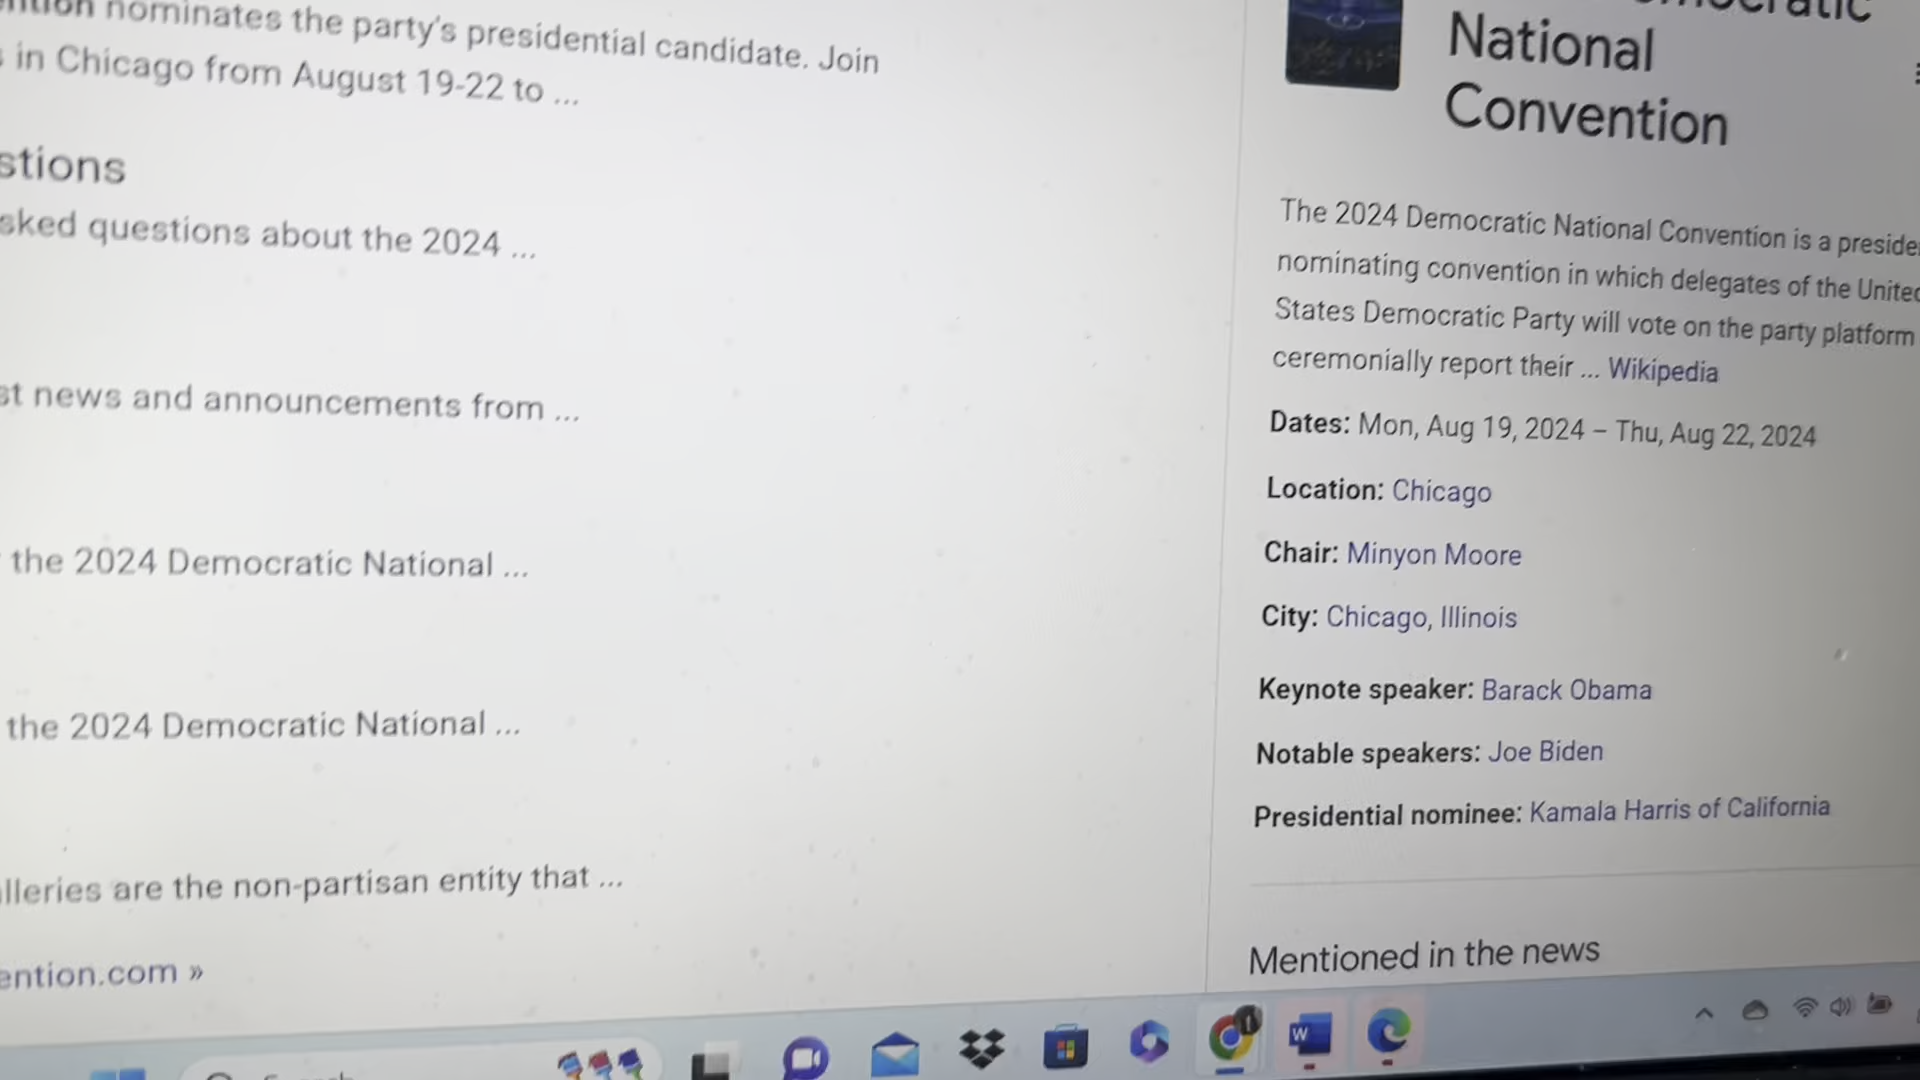 nominates the party's presidential candidate. Join
in Chicago from August 19-22 to ...
stions
sked questions about the 2024 ...
st news and announcements from ...
the 2024 Democratic National ...
the 2024 Democratic National ...
lleries are the non-partisan entity that ...
ention.com »
National
Convention
The 2024 Democratic National Convention is a preside
nominating convention in which delegates of the United
States Democratic Party will vote on the party platform
ceremonially report their ... Wikipedia
Dates: Mon, Aug 19, 2024 – Thu, Aug 22, 2024
Location: Chicago
Chair: Minyon Moore
City: Chicago, Illinois
Keynote speaker: Barack Obama
Notable speakers: Joe Biden
Presidential nominee: Kamala Harris of California
Mentioned in the news